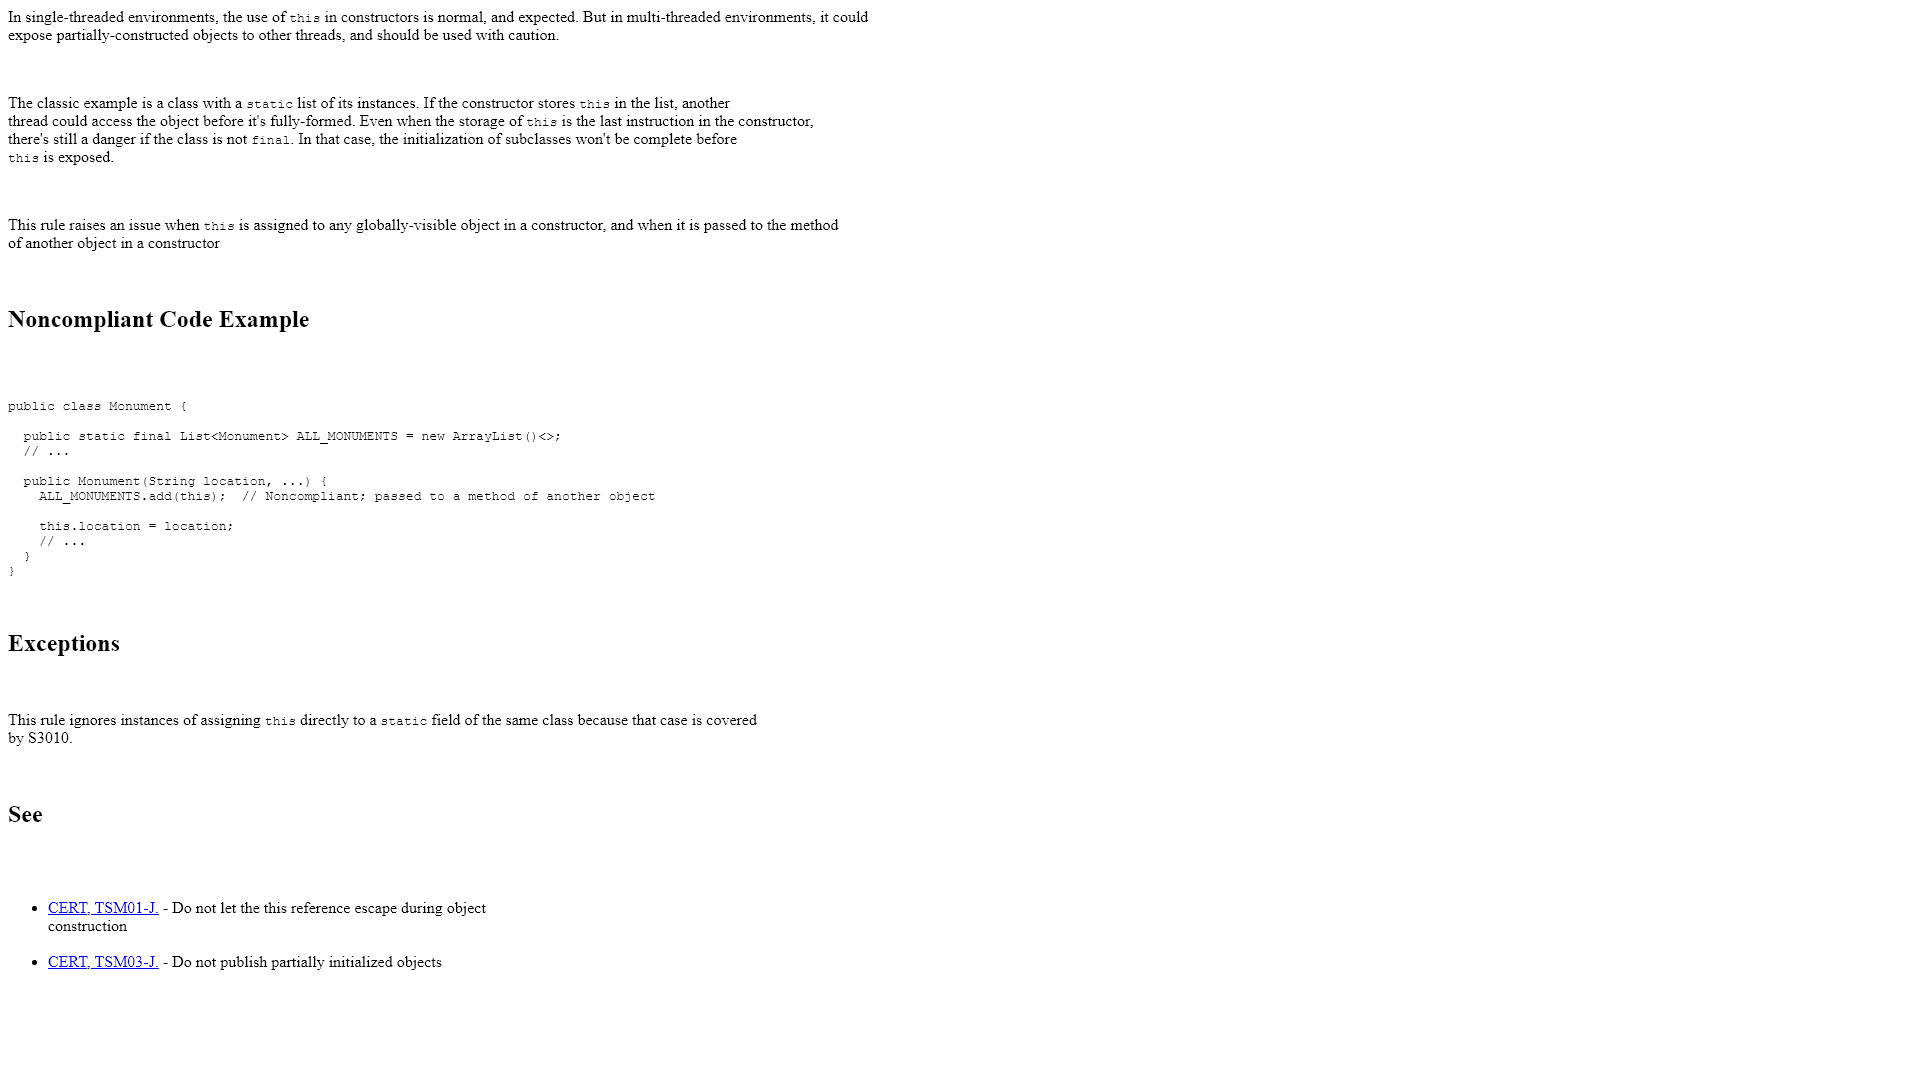 In single-threaded environments, the use of this in constructors is normal, and expected. But in multi-threaded environments, it could
expose partially-constructed objects to other threads, and should be used with caution.
The classic example is a class with a static list of its instances. If the constructor stores this in the list, another
thread could access the object before it's fully-formed. Even when the storage of this is the last instruction in the constructor,
there's still a danger if the class is not final. In that case, the initialization of subclasses won't be complete before
this is exposed.
This rule raises an issue when this is assigned to any globally-visible object in a constructor, and when it is passed to the method
of another object in a constructor
Noncompliant Code Example
public class Monument {
  public static final List<Monument> ALL_MONUMENTS = new ArrayList()<>;
  // ...
  public Monument(String location, ...) {
    ALL_MONUMENTS.add(this);  // Noncompliant; passed to a method of another object
    this.location = location;
    // ...
  }
}
Exceptions
This rule ignores instances of assigning this directly to a static field of the same class because that case is covered
by S3010.
See
• CERT, TSM01-J. - Do not let the this reference escape during object
construction
• CERT, TSM03-J. - Do not publish partially initialized objects